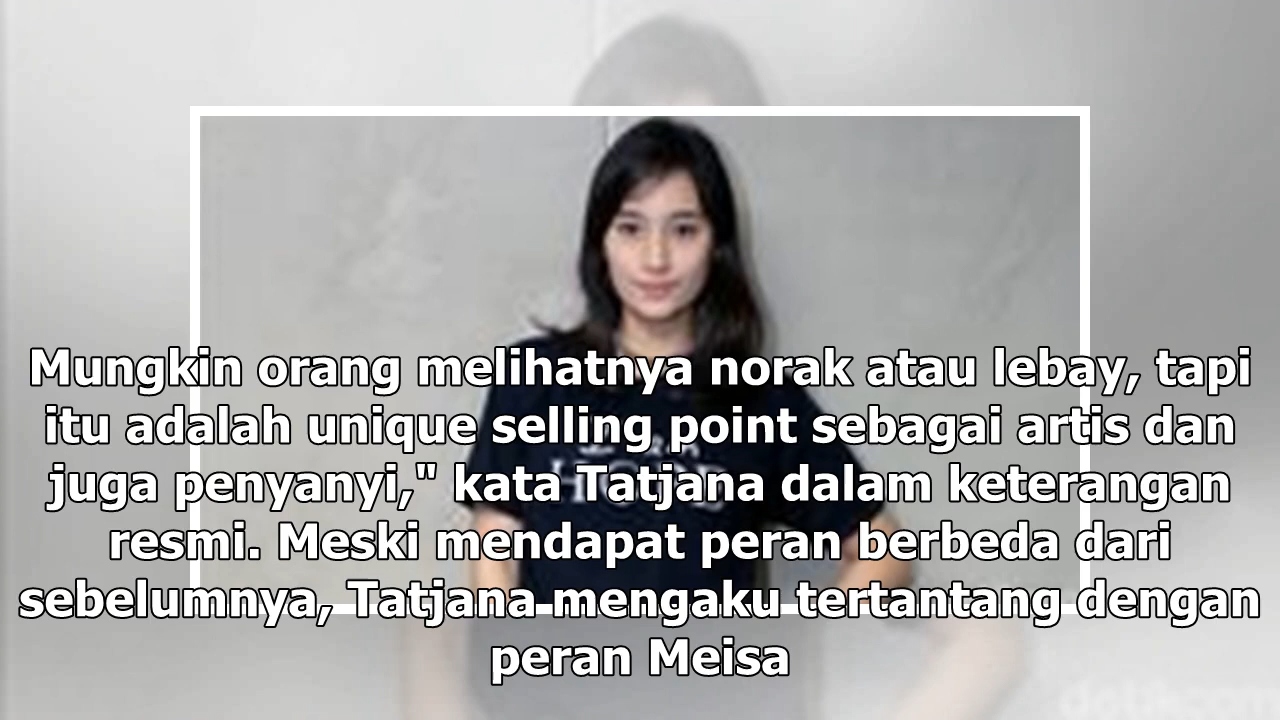 Mungkin orang melihatnya norak atau lebay, tapi
itu adalah unique selling point sebagai artis dan
juga penyanyi," kata Tatjana dalam keterangan
resmi. Meski mendapat peran berbeda dari
sebelumnya, Tatjana mengaku tertantang dengan
peran Meisa